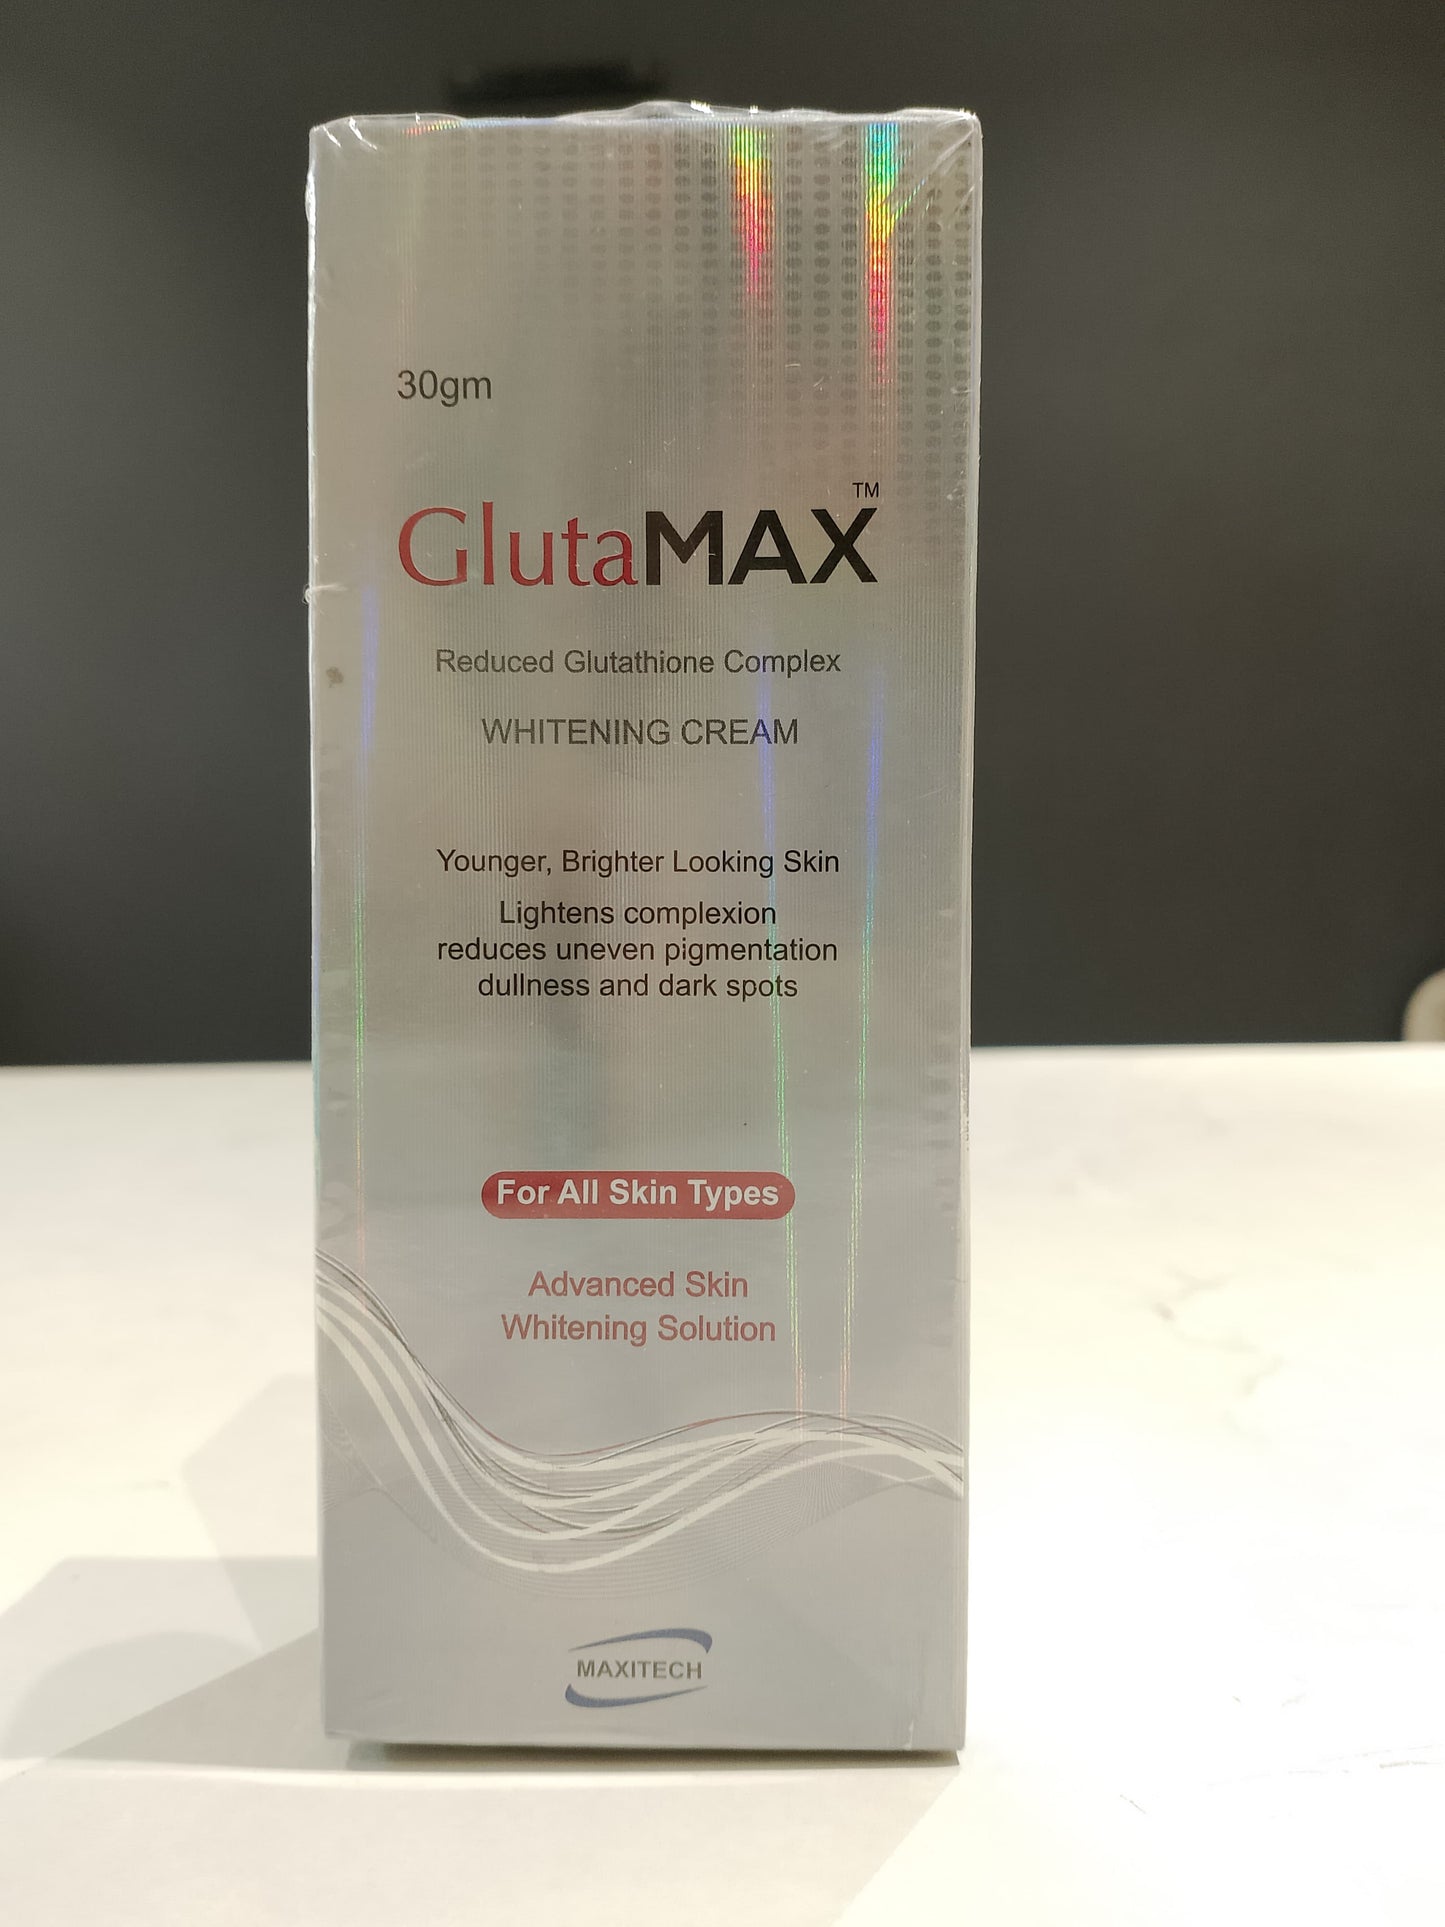 30gm
GlutaMAX™
Reduced Glutathione Complex
WHITENING CREAM
Younger, Brighter Looking Skin
Lightens complexion
reduces uneven pigmentation
dullness and dark spots
For All Skin Types
Advanced Skin
Whitening Solution
MAXITECH